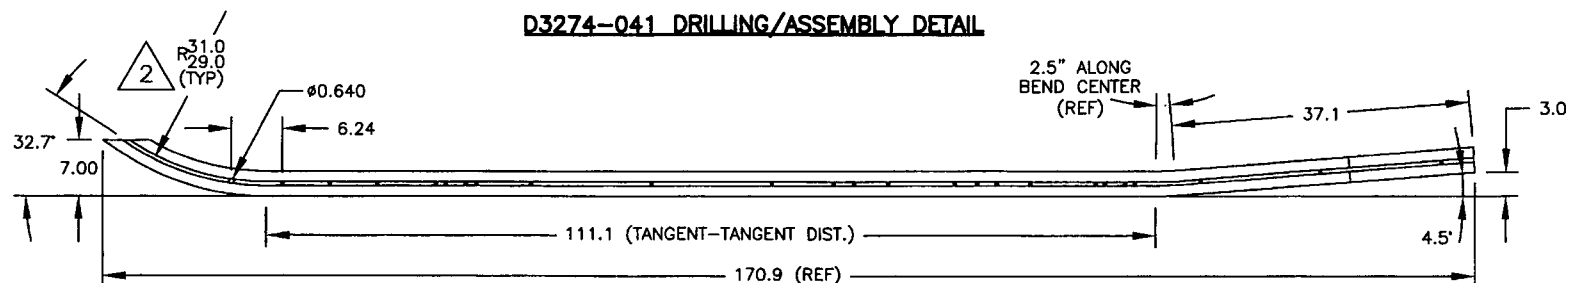 D3274-041 DRILLING/ASSEMBLY DETAIL
2
R31.0
29.0
(TYP)
ø0.640
6.24
32.7°
7.00
2.5" ALONG
BEND CENTER
(REF)
37.1
3.0
4.5°
111.1 (TANGENT-TANGENT DIST.)
170.9 (REF)